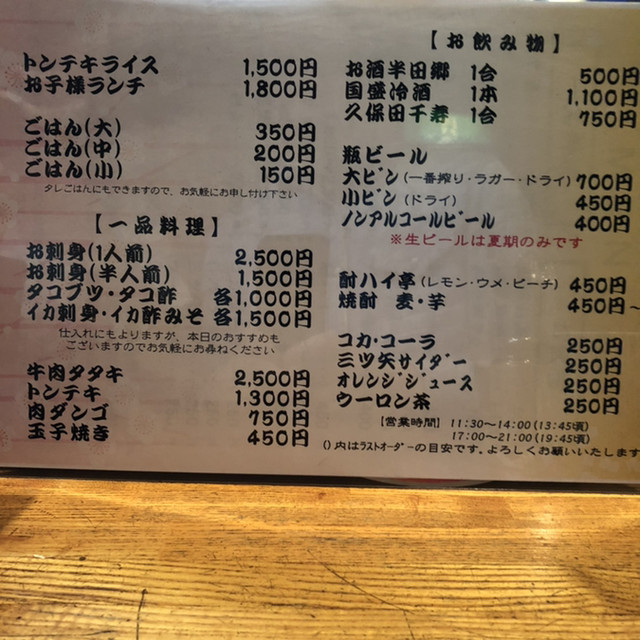 トンテキライス 1,500円
お子様ランチ 1,800円
ごはん(大) 350円
ごはん(中) 200円
ごはん(小) 150円
タレごはんにもできますので、お気軽にお申し付け下さい
【一品料理】
お刺身(1人前) 2,500円
お刺身(半人前) 1,500円
タコブツ・タコ酢 各1,000円
イカ刺身・イカ酢みそ 各1,500円
仕入れにもよりますが、本日のおすすめも
ございますのでお気軽にお尋ねください
牛肉タタキ 2,500円
トンテキ 1,300円
肉ダンゴ 750円
玉子焼き 450円
【お飲み物】
お酒半田郷 1合 500円
国盛冷酒 1本 1,100円
久保田千寿 1合 750円
瓶ビール
大ビン(一番搾り・ラガー・ドライ) 700円
小ビン(ドライ) 450円
ノンアルコールビール 400円
※生ビールは夏期のみです
酎ハイ亭(レモン・ウメ・ピーチ) 450円
焼酎 麦・芋 450円～
コカ・コーラ 250円
三ツ矢サイダー 250円
オレンジジュース 250円
ウーロン茶 250円
【営業時間】 11:30～14:00(13:45頃)
17:00～21:00(19:45頃)
()内はラストオーダーの目安です。よろしくお願いいたします